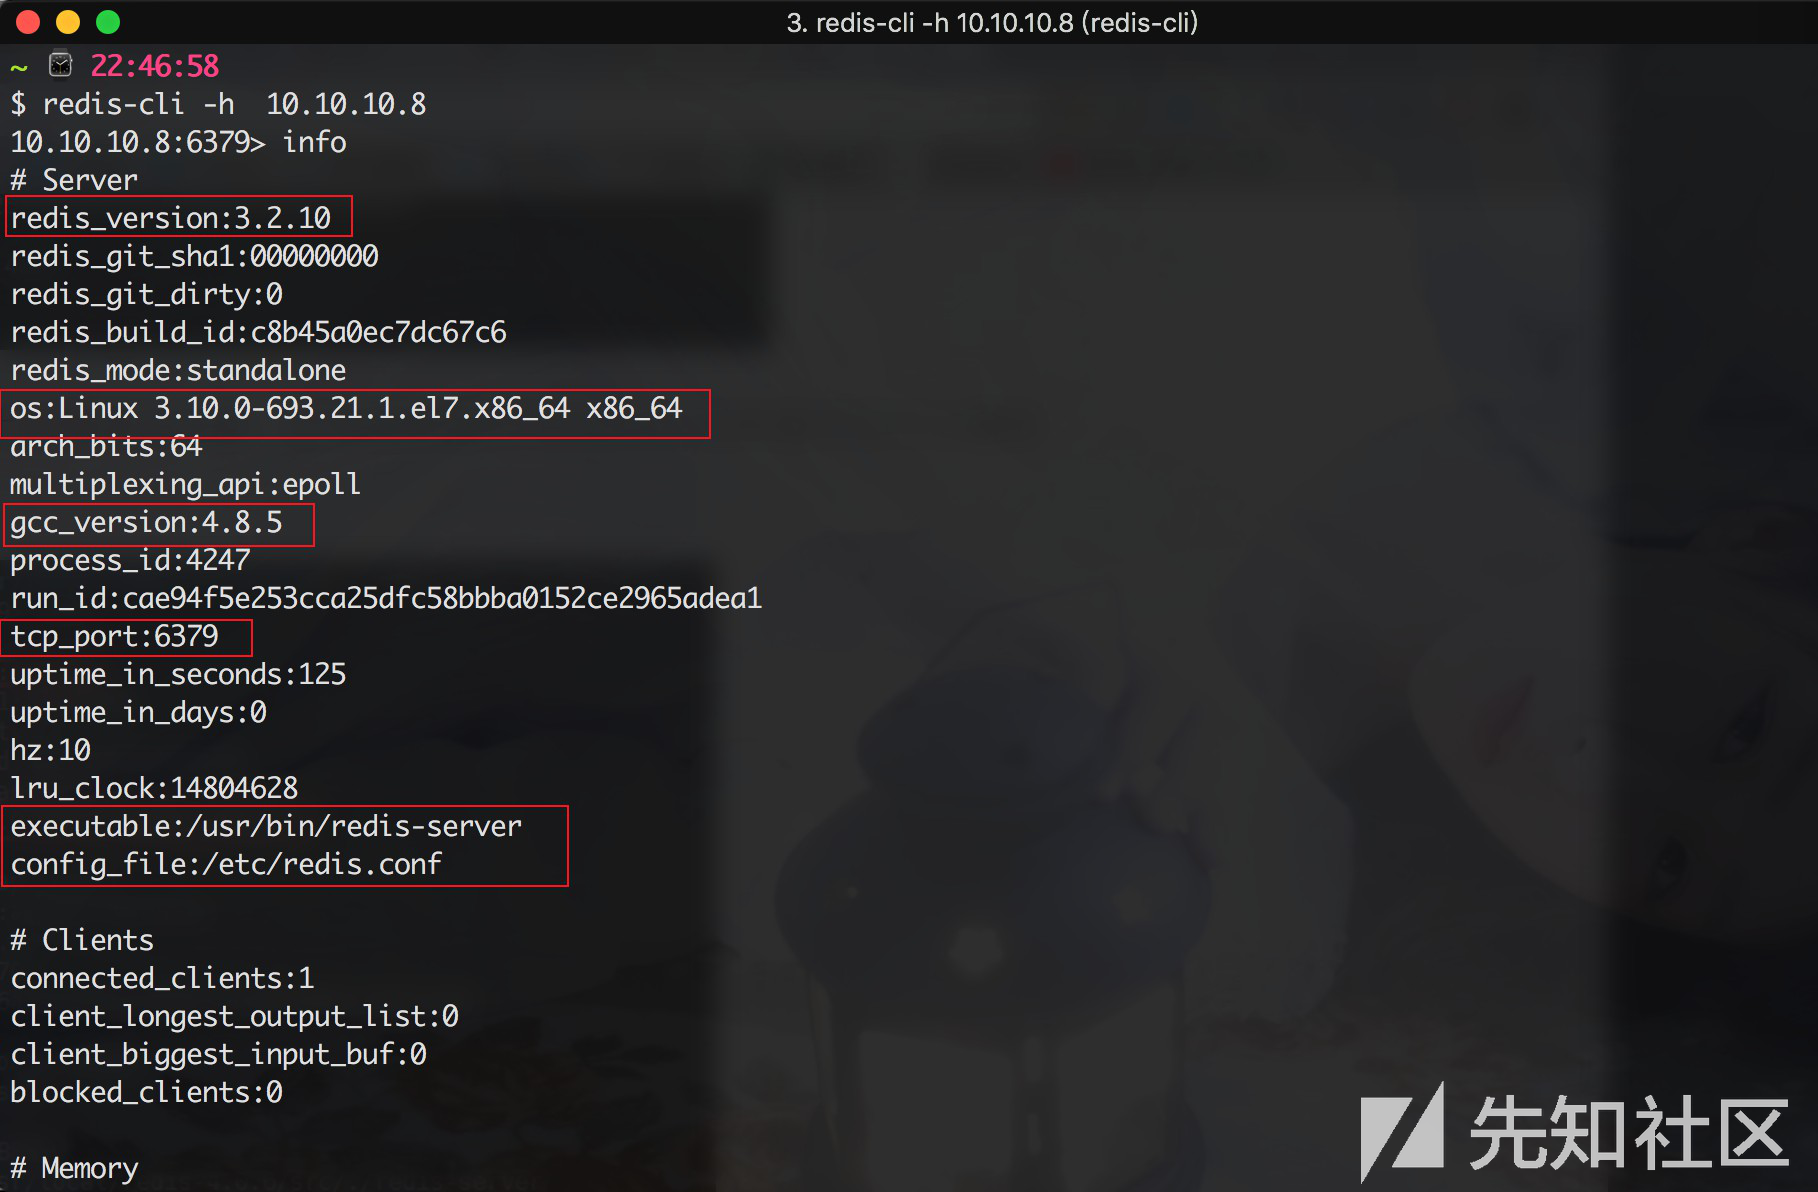 3. redis-cli -h 10.10.10.8 (redis-cli)
~ 22:46:58
$ redis-cli -h  10.10.10.8
10.10.10.8:6379> info
# Server
redis_version:3.2.10
redis_git_sha1:00000000
redis_git_dirty:0
redis_build_id:c8b45a0ec7dc67c6
redis_mode:standalone
os:Linux 3.10.0-693.21.1.el7.x86_64 x86_64
arch_bits:64
multiplexing_api:epoll
gcc_version:4.8.5
process_id:4247
run_id:cae94f5e253cca25dfc58bbba0152ce2965adea1
tcp_port:6379
uptime_in_seconds:125
uptime_in_days:0
hz:10
lru_clock:14804628
executable:/usr/bin/redis-server
config_file:/etc/redis.conf
# Clients
connected_clients:1
client_longest_output_list:0
client_biggest_input_buf:0
blocked_clients:0
# Memory
先知社区